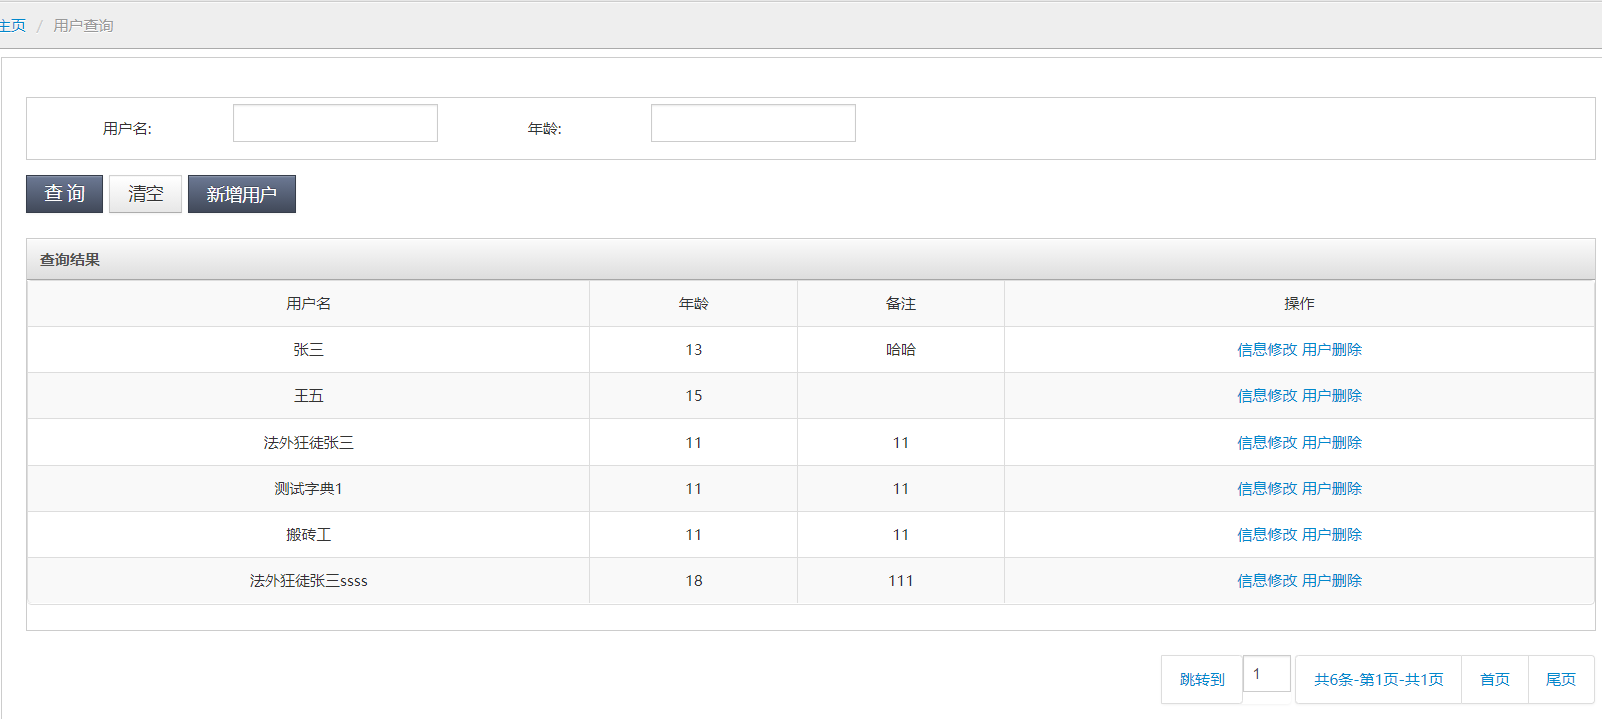 主页 / 用户查询
用户名: 年龄:
查 询 清空 新增用户
查询结果
用户名 年龄 备注 操作
张三 13 哈哈 信息修改 用户删除
王五 15 信息修改 用户删除
法外狂徒张三 11 11 信息修改 用户删除
测试字典1 11 11 信息修改 用户删除
搬砖工 11 11 信息修改 用户删除
法外狂徒张三ssss 18 111 信息修改 用户删除
跳转到 1 共6条-第1页-共1页 首页 尾页